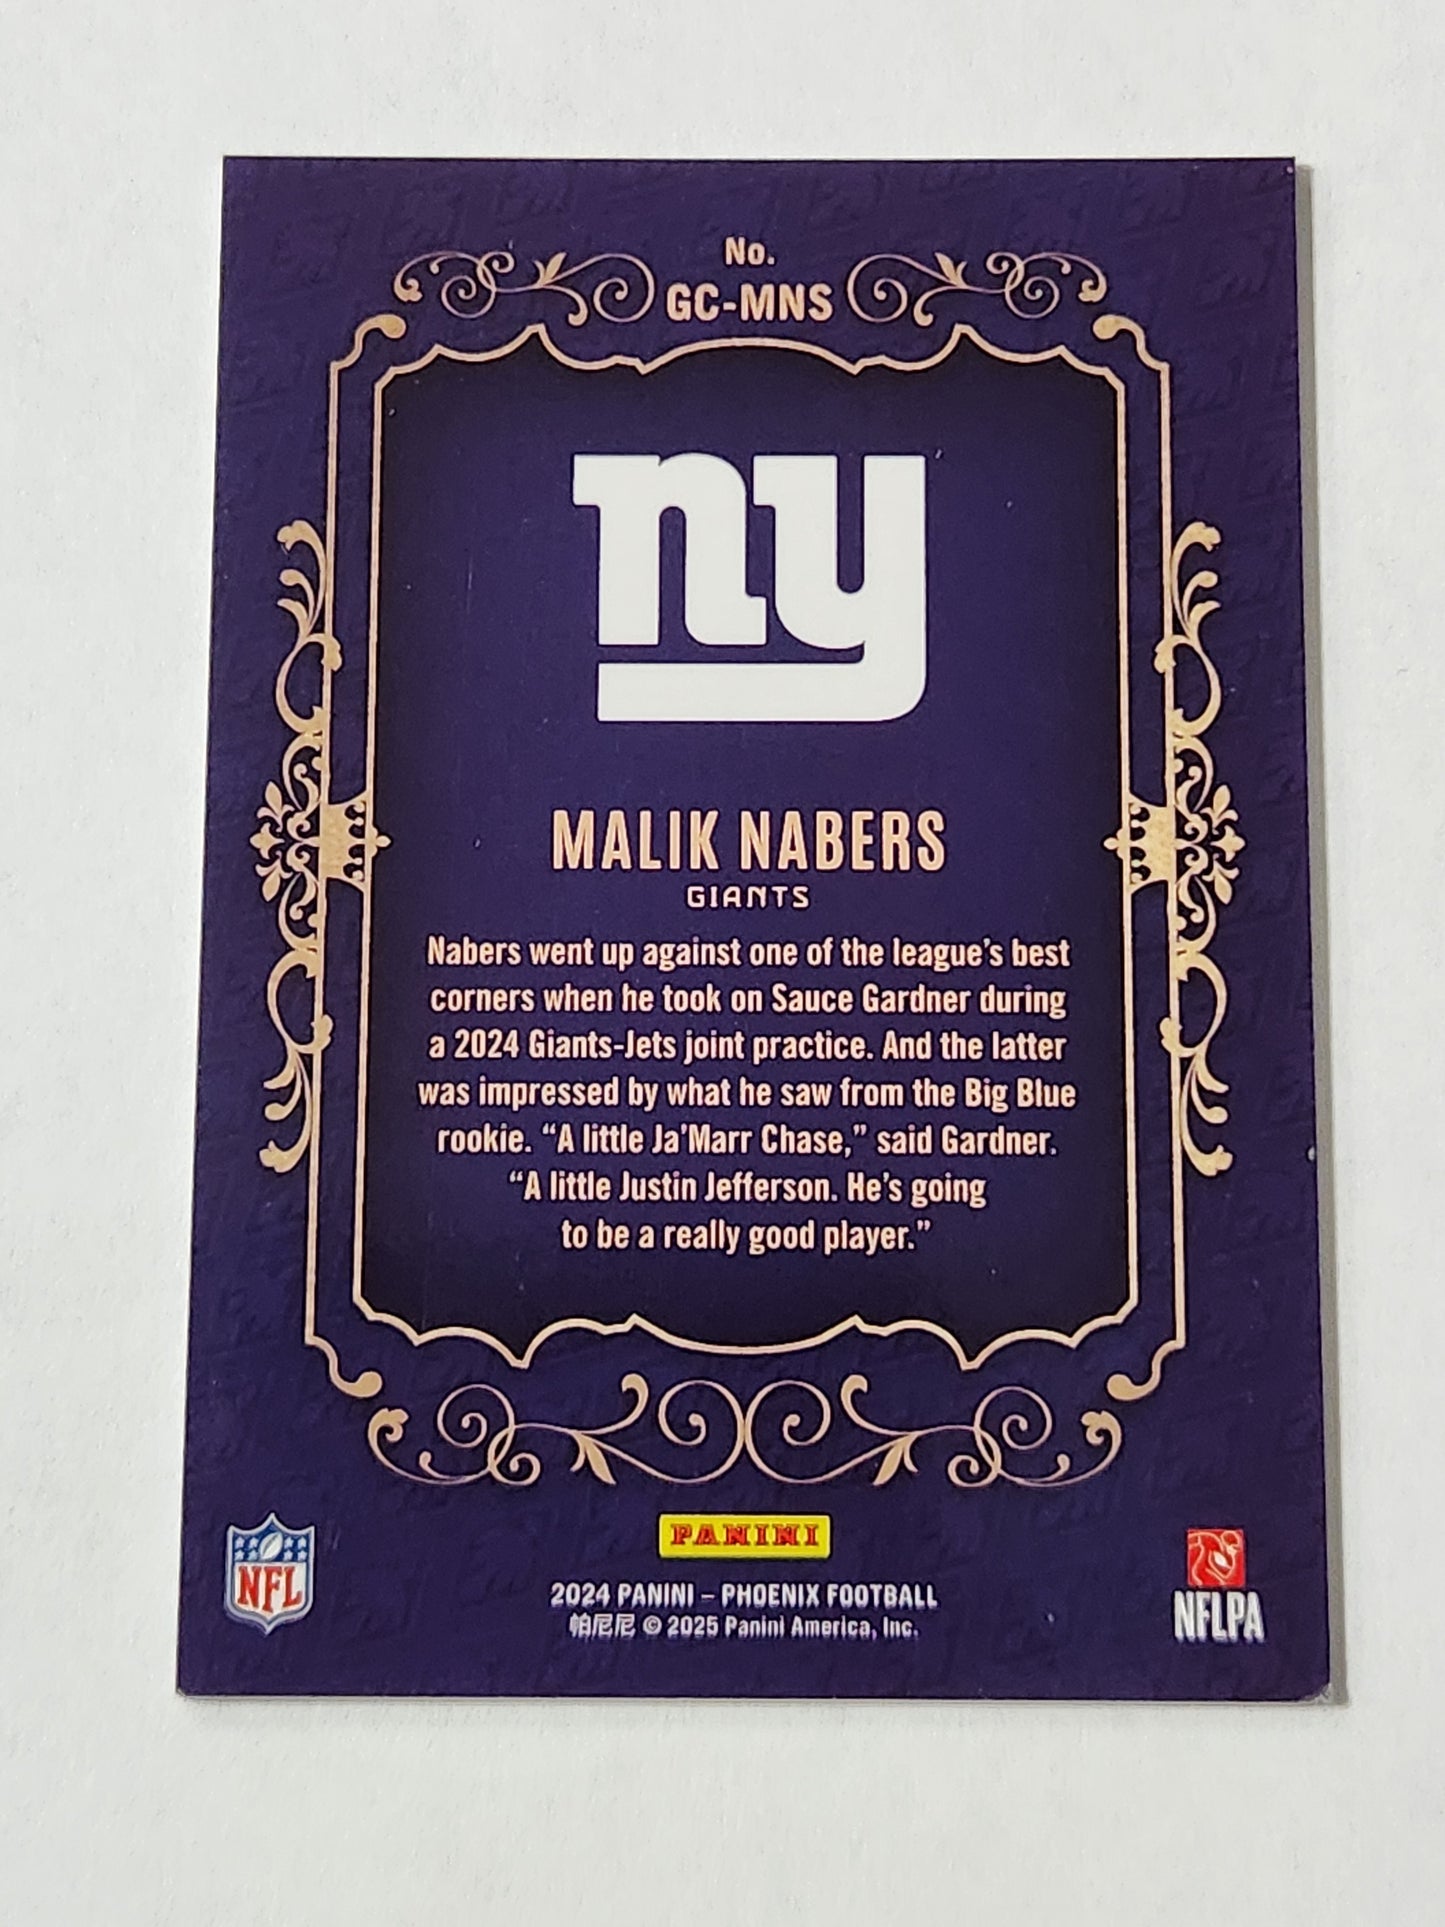 No.
GC-MNS
ny
MALIK NABERS
GIANTS
Nabers went up against one of the league's best
corners when he took on Sauce Gardner during
a 2024 Giants-Jets joint practice. And the latter
was impressed by what he saw from the Big Blue
rookie. “A little Ja'Marr Chase,” said Gardner.
“A little Justin Jefferson. He's going
to be a really good player.”
PANINI
2024 PANINI – PHOENIX FOOTBALL
帕尼尼 © 2025 Panini America, Inc.
NFL
NFLPA